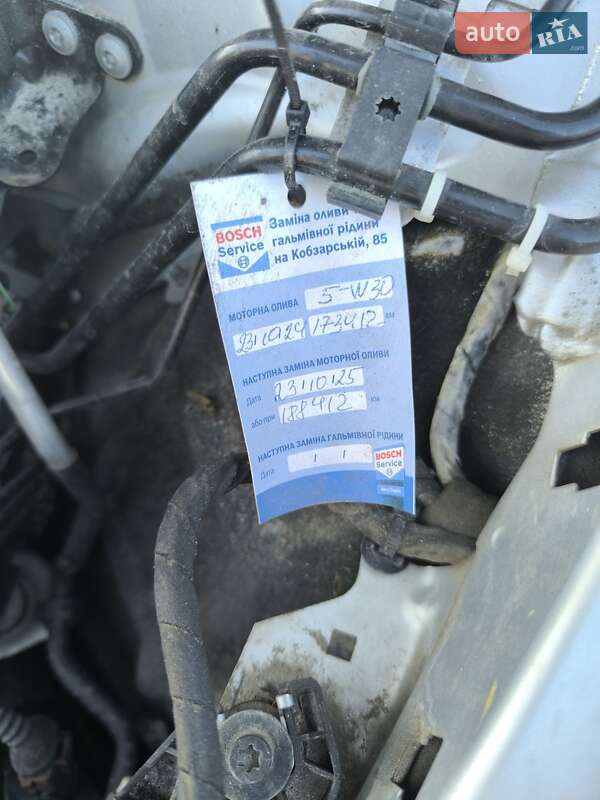 auto RIA
.com
BOSCH
Service
Заміна оливи
гальмівної рідини
на Кобзарській, 85
МОТОРНА ОЛИВА 5-W30
23/10/24 173412 км
НАСТУПНА ЗАМІНА МОТОРНОЇ ОЛИВИ
Дата 23/10/25
або при 188412 км
НАСТУПНА ЗАМІНА ГАЛЬМІВНОЇ РІДИНИ
Дата / /
BOSCH
Service